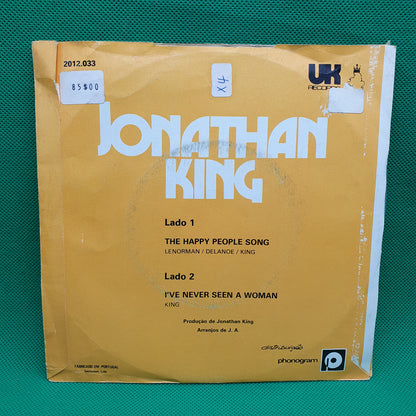 2012.033
85$00
X4
UK
RECORDS
JONATHAN
KING
Lado 1
THE HAPPY PEOPLE SONG
LENORMAN / DELANOE / KING
Lado 2
I'VE NEVER SEEN A WOMAN
KING
Produção de Jonathan King
Arranjos de J. A.
phonogram
FABRICADO EM PORTUGAL